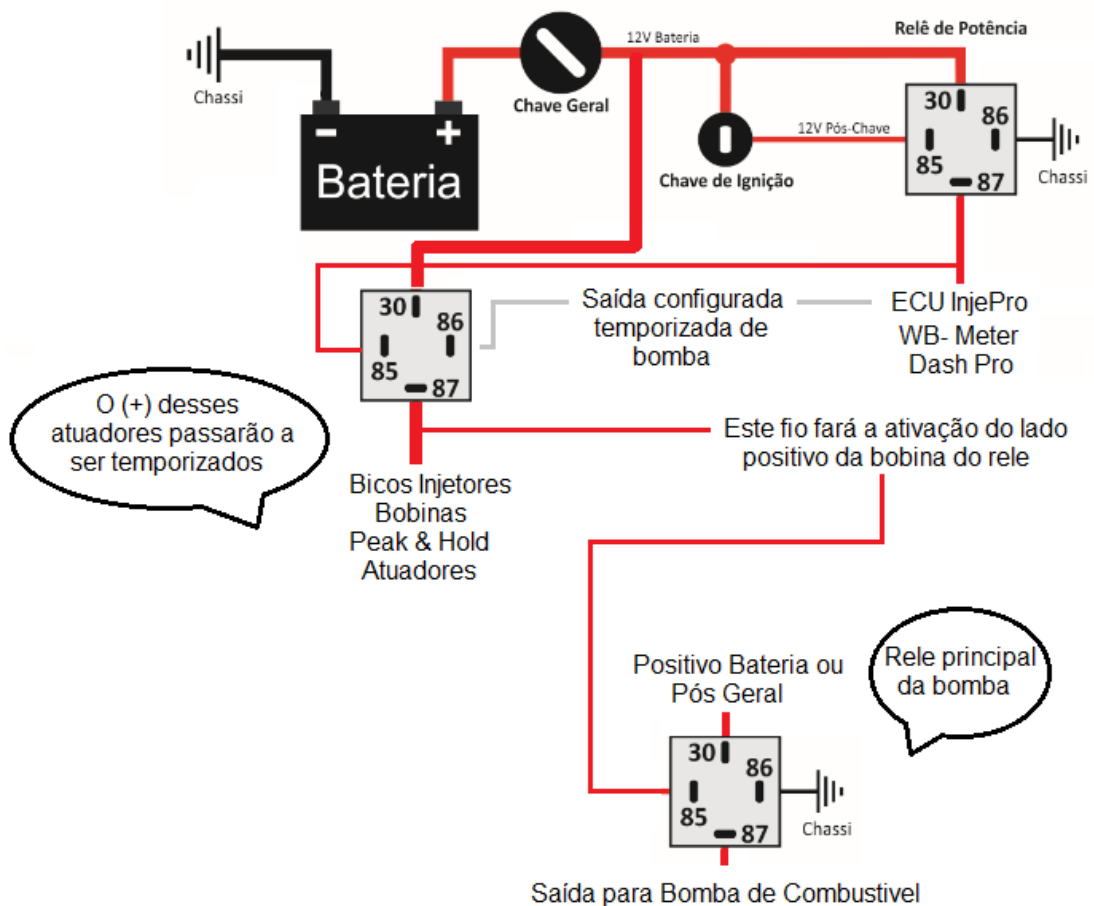 12V Bateria
Relê de Potência
Chassi
Chave Geral
30
86
12V Pós-Chave
85
87
Chassi
- +
Bateria
Chave de Ignição
30
86
85
87
Saída configurada
temporizada de
bomba
ECU InjePro
WB- Meter
Dash Pro
O (+) desses
atuadores passarão a
ser temporizados
Este fio fará a ativação do lado
positivo da bobina do rele
Bicos Injetores
Bobinas
Peak & Hold
Atuadores
Positivo Bateria ou
Pós Geral
Rele principal
da bomba
30
86
85
87
Chassi
Saída para Bomba de Combustivel